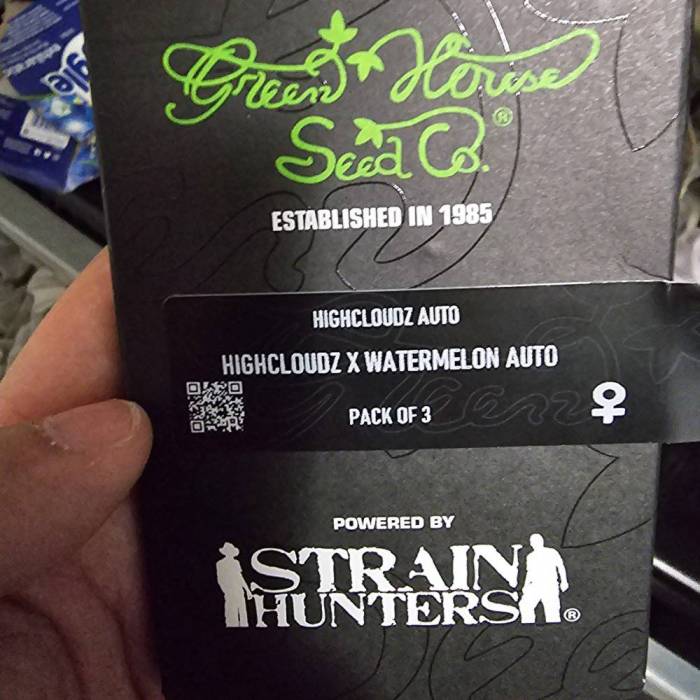 Green House
Seed Co.®
ESTABLISHED IN 1985
HIGHCLOUDZ AUTO
HIGHCLOUDZ X WATERMELON AUTO
PACK OF 3
POWERED BY
STRAIN
HUNTERS®